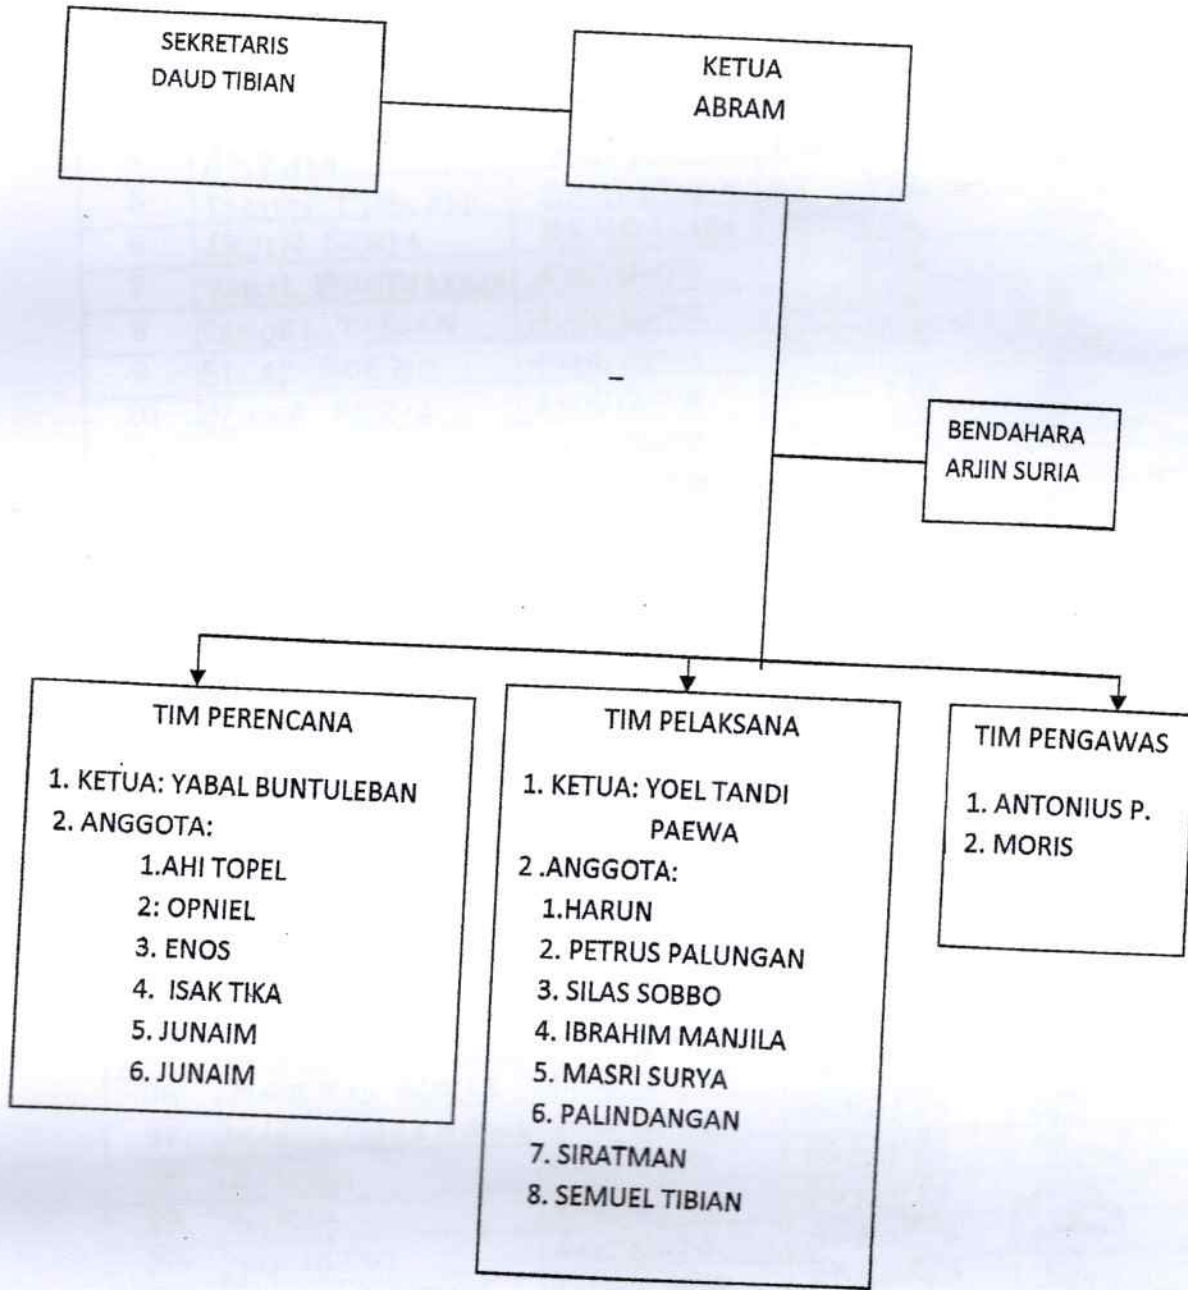 SEKRETARIS
DAUD TIBIAN
KETUA
ABRAM
BENDAHARA
ARJIN SURIA
TIM PERENCANA
1. KETUA: YABAL BUNTULEBAN
2. ANGGOTA:
1.AHI TOPEL
2: OPNIEL
3. ENOS
4. ISAK TIKA
5. JUNAIM
6. JUNAIM
TIM PELAKSANA
1. KETUA: YOEL TANDI
PAEWA
2 .ANGGOTA:
1.HARUN
2. PETRUS PALUNGAN
3. SILAS SOBBO
4. IBRAHIM MANJILA
5. MASRI SURYA
6. PALINDANGAN
7. SIRATMAN
8. SEMUEL TIBIAN
TIM PENGAWAS
1. ANTONIUS P.
2. MORIS